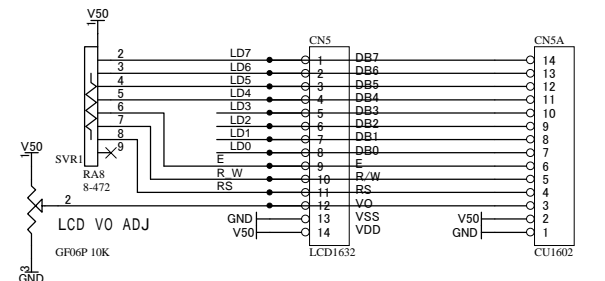 V50
1
CN5
CN5A
2 LD7 1 DB7 14
3 LD6 2 DB6 13
4 LD5 3 DB5 12
5 LD4 4 DB4 11
6 LD3 5 DB3 10
7 LD2 6 DB2 9
8 LD1 7 DB1 8
9 LD0 8 DB0 7
SVR1
E 9 E 6
RA8
8-472
R_W 10 R/W 5
RS 11 RS 4
V50
1
2
12 VO 3
LCD VO ADJ
GND 13 VSS V50 2
V50 14 VDD GND 1
GF06P 10K
LCD1632
CU1602
3
GND